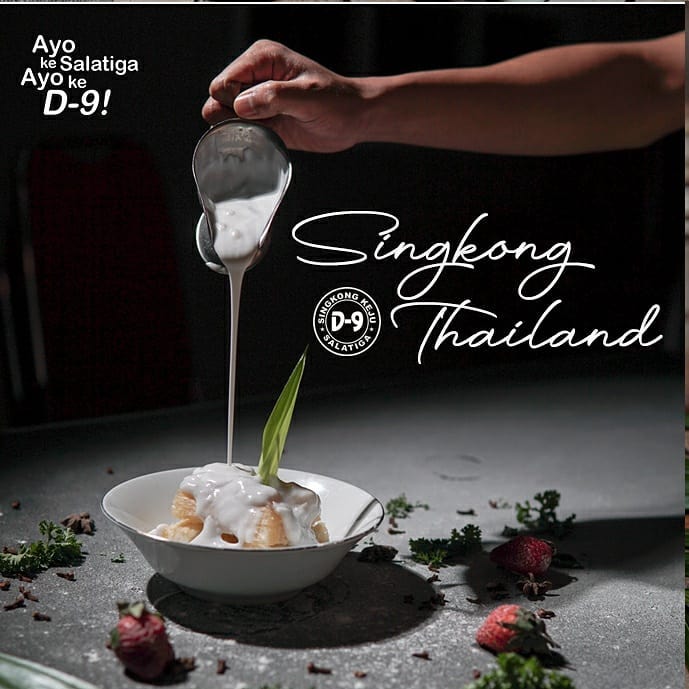 Ayo
ke Salatiga
Ayo ke
D-9!
Singkong
Thailand
SINGKONG KEJU
D-9
SALATIGA